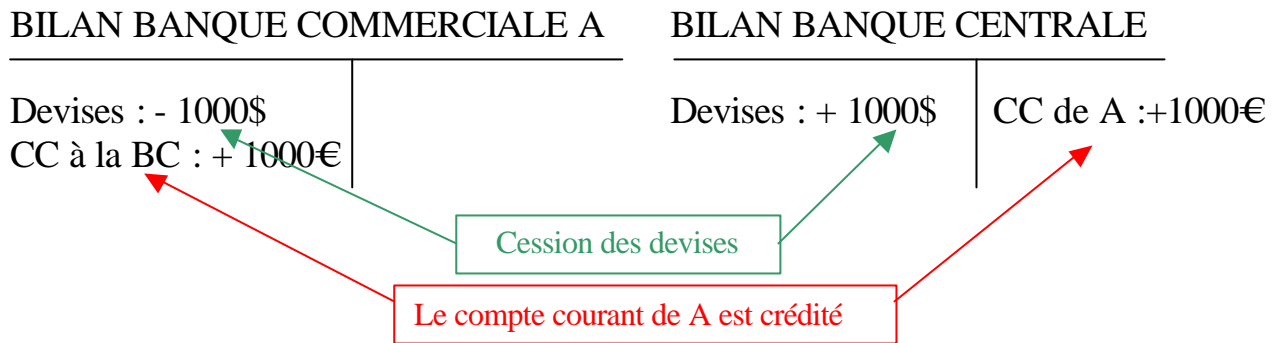 BILAN BANQUE COMMERCIALE A
BILAN BANQUE CENTRALE
Devises : - 1000$
CC à la BC : + 1000€
Devises : + 1000$
CC de A :+1000€
Cession des devises
Le compte courant de A est crédité